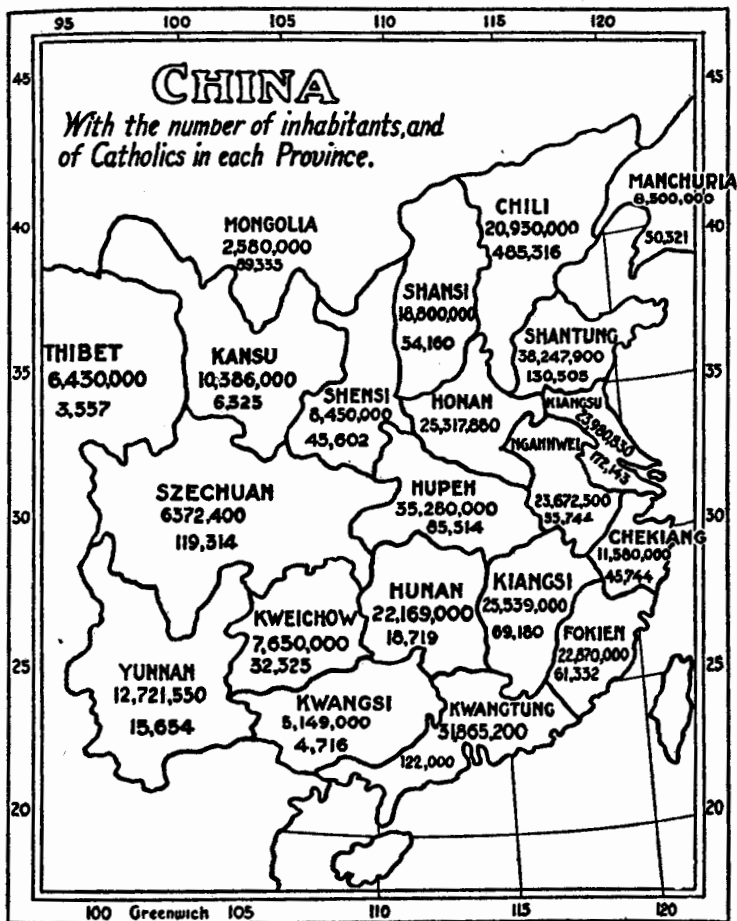 95 100 105 110 115 120
45 45
CHINA
With the number of inhabitants, and
of Catholics in each Province.
MANCHURIA
8,500,000
50,321
40 40
MONGOLIA
2,580,000
89,335
CHILI
20,930,000
485,316
SHANSI
18,800,000
54,160
SHANTUNG
38,247,900
130,505
THIBET
6,430,000
3,557
KANSU
10,386,000
6,325
35 35
SHENSI
8,450,000
45,602
HONAN
25,317,880
KIANGSU
23,980,830
172,143
NGANHWEI
23,672,500
55,744
SZECHUAN
6372,400
119,314
HUPEH
35,280,000
85,514
30 30
CHEKIANG
11,580,000
45,744
HUNAN
22,169,000
18,719
KIANGSI
25,539,000
69,180
KWEICHOW
7,650,000
32,325
FOKIEN
22,870,000
61,332
25 25
YUNNAN
12,721,550
15,654
KWANGSI
5,149,000
4,716
KWANGTUNG
31,865,200
122,000
20 20
100 Greenwich 105 110 115 120